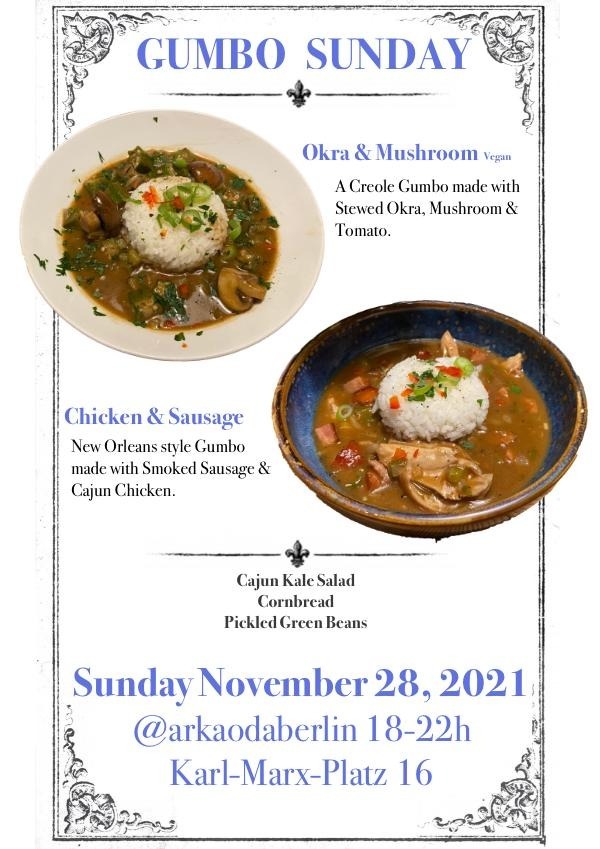 GUMBO SUNDAY
Okra & Mushroom Vegan
A Creole Gumbo made with
Stewed Okra, Mushroom &
Tomato.
Chicken & Sausage
New Orleans style Gumbo
made with Smoked Sausage &
Cajun Chicken.
Cajun Kale Salad
Cornbread
Pickled Green Beans
Sunday November 28, 2021
@arkaodaberlin 18-22h
Karl-Marx-Platz 16